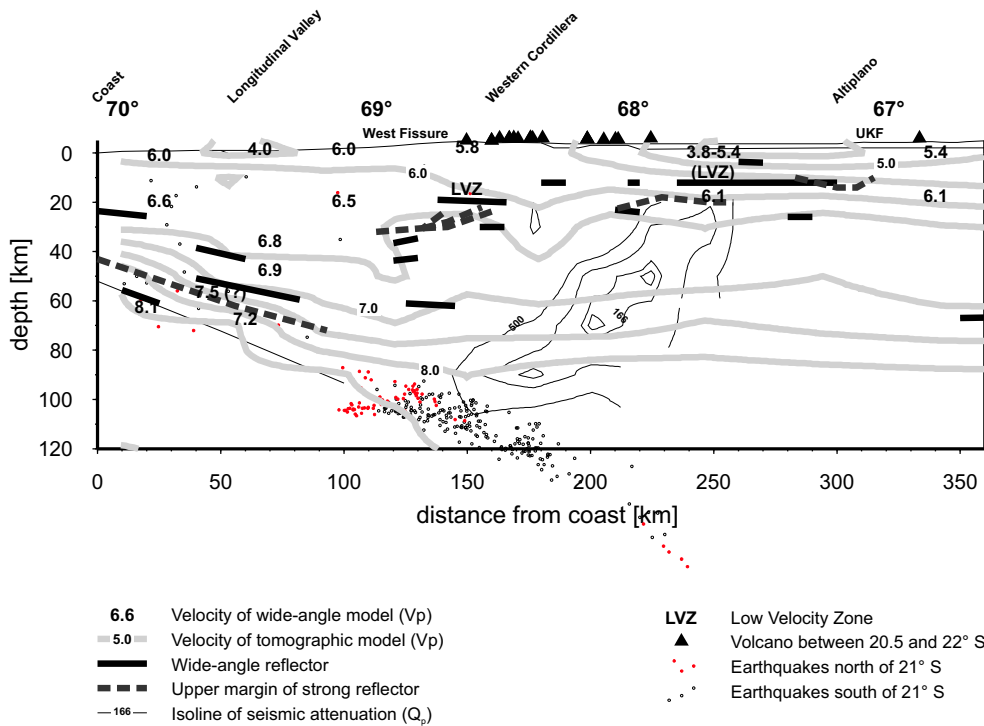 Coast
Longitudinal Valley
Western Cordillera
Altiplano
70°
69°
68°
67°
West Fissure
UKF
6.0
4.0
6.0
5.8
3.8-5.4
5.4
5.0
6.0
(LVZ)
LVZ
6.6
6.5
6.1
6.1
6.8
6.9
7.5 (?)
7.0
8.1
7.2
500
166
8.0
0
20
40
60
80
100
120
depth [km]
0
50
100
150
200
250
300
350
distance from coast [km]
6.6 Velocity of wide-angle model (Vp)
5.0 Velocity of tomographic model (Vp)
Wide-angle reflector
Upper margin of strong reflector
166 Isoline of seismic attenuation (Qp)
LVZ Low Velocity Zone
Volcano between 20.5 and 22° S
Earthquakes north of 21° S
Earthquakes south of 21° S